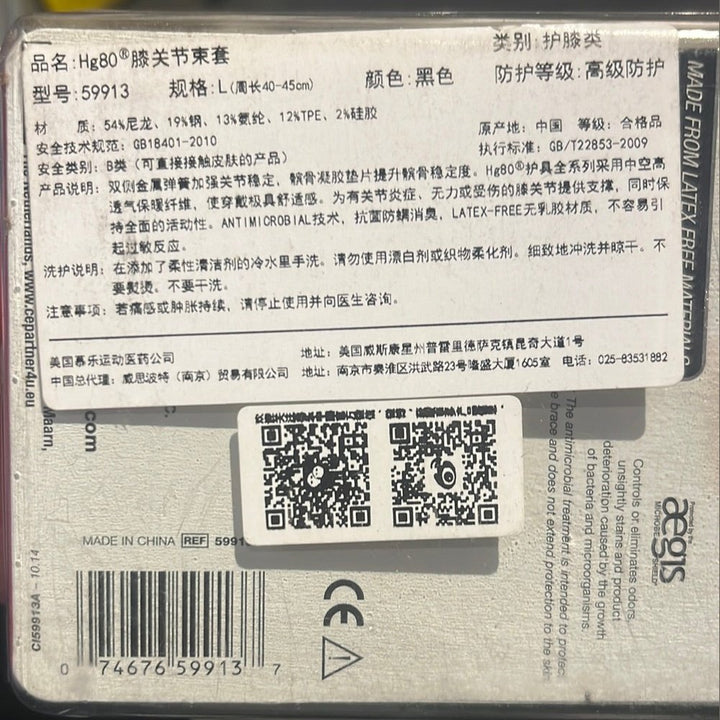 品名:Hg80®膝关节束套
类别:护膝类
型号:59913 规格:L(周长40-45cm) 颜色:黑色 防护等级:高级防护
材 质:54%尼龙、19%钢、13%氨纶、12%TPE、2%硅胶
原产地:中国 等级:合格品
安全技术规范:GB18401-2010
执行标准:GB/T22853-2009
安全类别:B类(可直接接触皮肤的产品)
产品说明:双侧金属弹簧加强关节稳定,髌骨凝胶垫片提升髌骨稳定度。Hg80®护具全系列采用中空高
透气保暖纤维、使穿戴极具舒适感。为有关节炎症、无力或受伤的膝关节提供支撑,同时保
持全面的活动性。ANTIMICROBIAL技术,抗菌防螨消臭,LATEX-FREE无乳胶材质,不容易引
起过敏反应。
洗护说明:在添加了柔性清洁剂的冷水里手洗。请勿使用漂白剂或织物柔化剂。细致地冲洗并晾干。不
要熨烫。不要干洗。
注意事项:若痛感或肿胀持续,请停止使用并向医生咨询。
美国慕乐运动医药公司 地址:美国威斯康星州普雷里德萨克镇昆奇大道1号
中国总代理:威思波特(南京)贸易有限公司 地址:南京市秦淮区洪武路23号隆盛大厦1605室 电话:025-83531882
MADE FROM LATEX FREE MATERIALS
www.cepartner4u.eu
Maarn,
.com
The antimicrobial treatment is intended to protec
e brace and does not extend protection to the ski
Controls or eliminates odors,
unsightly stains and product
deterioration caused by the growth
of bacteria and microorganisms.
Powered by the
ægis
MICROBE SHIELD®
MADE IN CHINA REF 5991
CI59913A - 10.14
CE
0 74676 59913 7